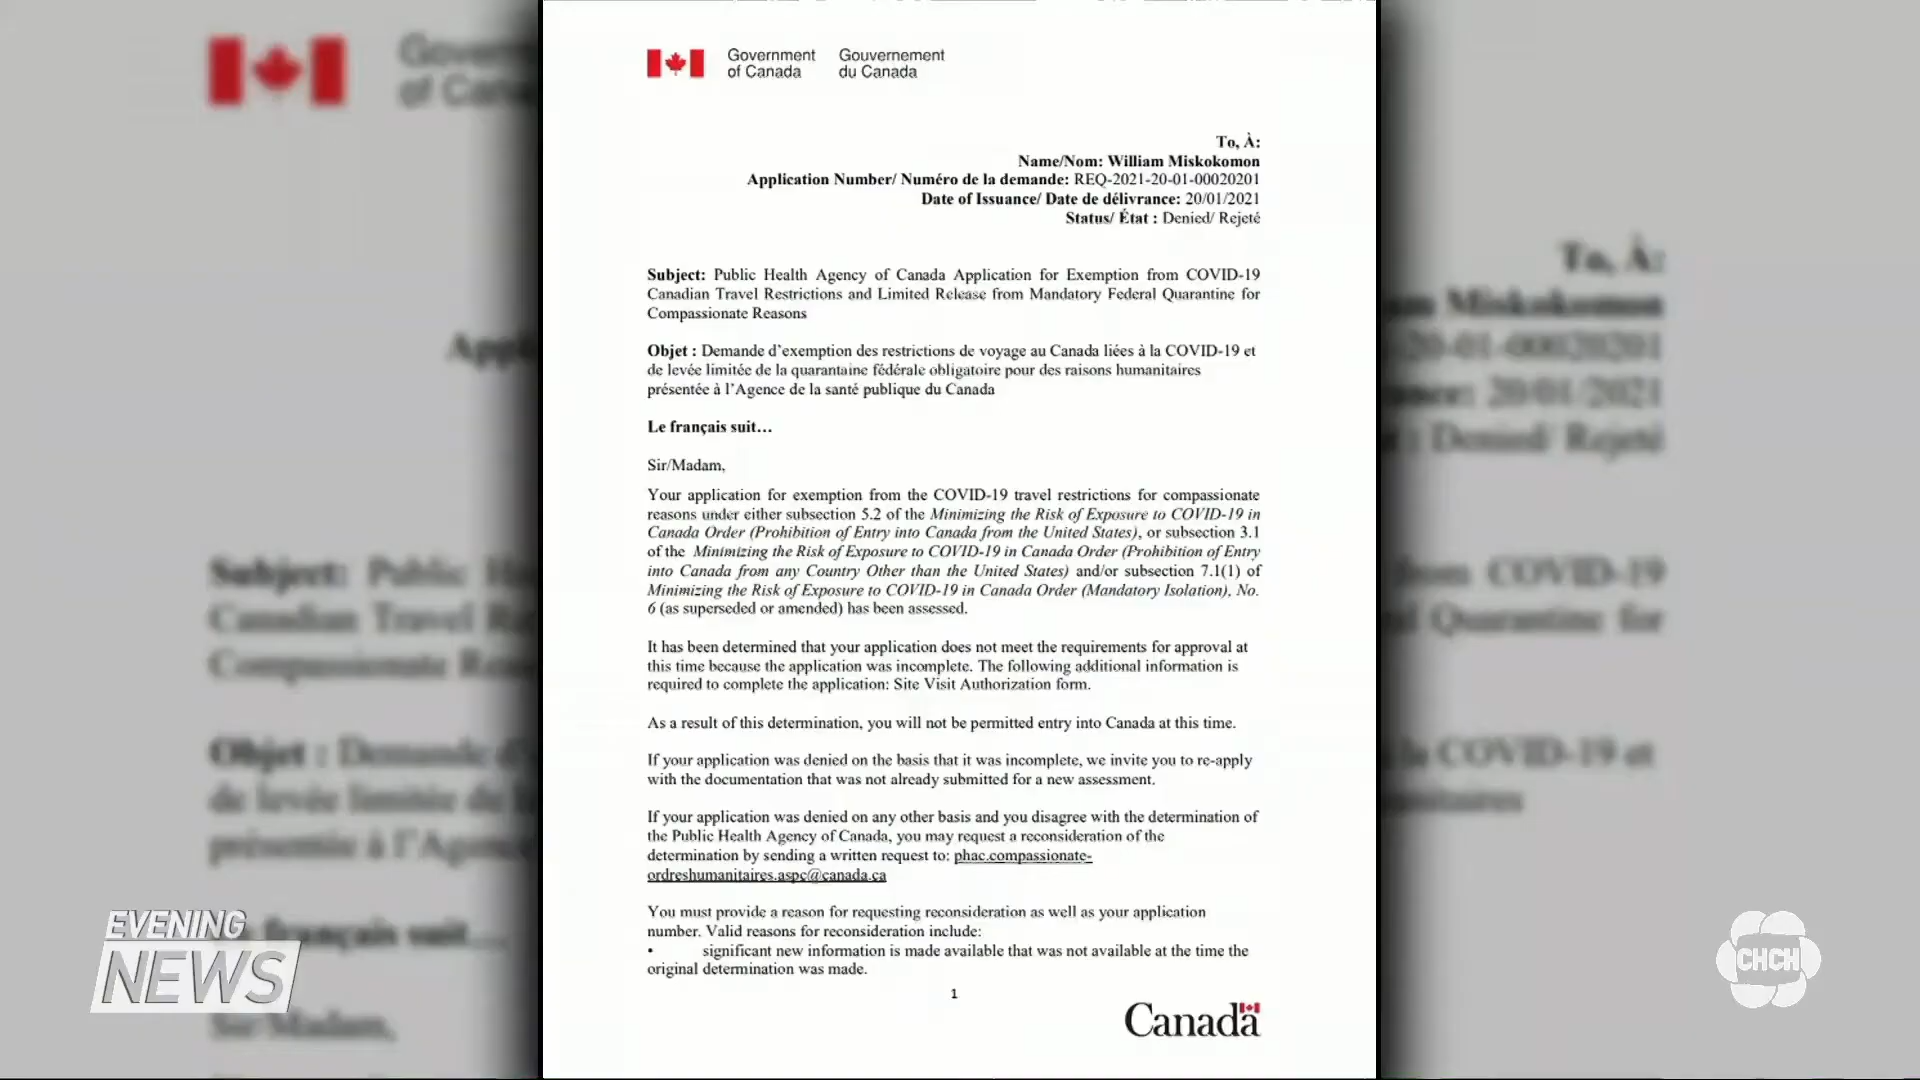 Government
of Canada
Gouvernement
du Canada
To, À:
Name/Nom: William Miskokomon
Application Number/ Numéro de la demande: REQ-2021-20-01-00020201
Date of Issuance/ Date de délivrance: 20/01/2021
Status/ État : Denied/ Rejeté
Subject: Public Health Agency of Canada Application for Exemption from COVID-19
Canadian Travel Restrictions and Limited Release from Mandatory Federal Quarantine for
Compassionate Reasons
Objet : Demande d’exemption des restrictions de voyage au Canada liées à la COVID-19 et
de levée limitée de la quarantaine fédérale obligatoire pour des raisons humanitaires
présentée à l’Agence de la santé publique du Canada
Le français suit…
Sir/Madam,
Your application for exemption from the COVID-19 travel restrictions for compassionate
reasons under either subsection 5.2 of the Minimizing the Risk of Exposure to COVID-19 in
Canada Order (Prohibition of Entry into Canada from the United States), or subsection 3.1
of the Minimizing the Risk of Exposure to COVID-19 in Canada Order (Prohibition of Entry
into Canada from any Country Other than the United States) and/or subsection 7.1(1) of
Minimizing the Risk of Exposure to COVID-19 in Canada Order (Mandatory Isolation), No.
6 (as superseded or amended) has been assessed.
It has been determined that your application does not meet the requirements for approval at
this time because the application was incomplete. The following additional information is
required to complete the application: Site Visit Authorization form.
As a result of this determination, you will not be permitted entry into Canada at this time.
If your application was denied on the basis that it was incomplete, we invite you to re-apply
with the documentation that was not already submitted for a new assessment.
If your application was denied on any other basis and you disagree with the determination of
the Public Health Agency of Canada, you may request a reconsideration of the
determination by sending a written request to: phac.compassionate-
ordreshumanitaires.aspc@canada.ca
You must provide a reason for requesting reconsideration as well as your application
number. Valid reasons for reconsideration include:
• significant new information is made available that was not available at the time the
original determination was made.
1
Canada
EVENING
NEWS
CHCH